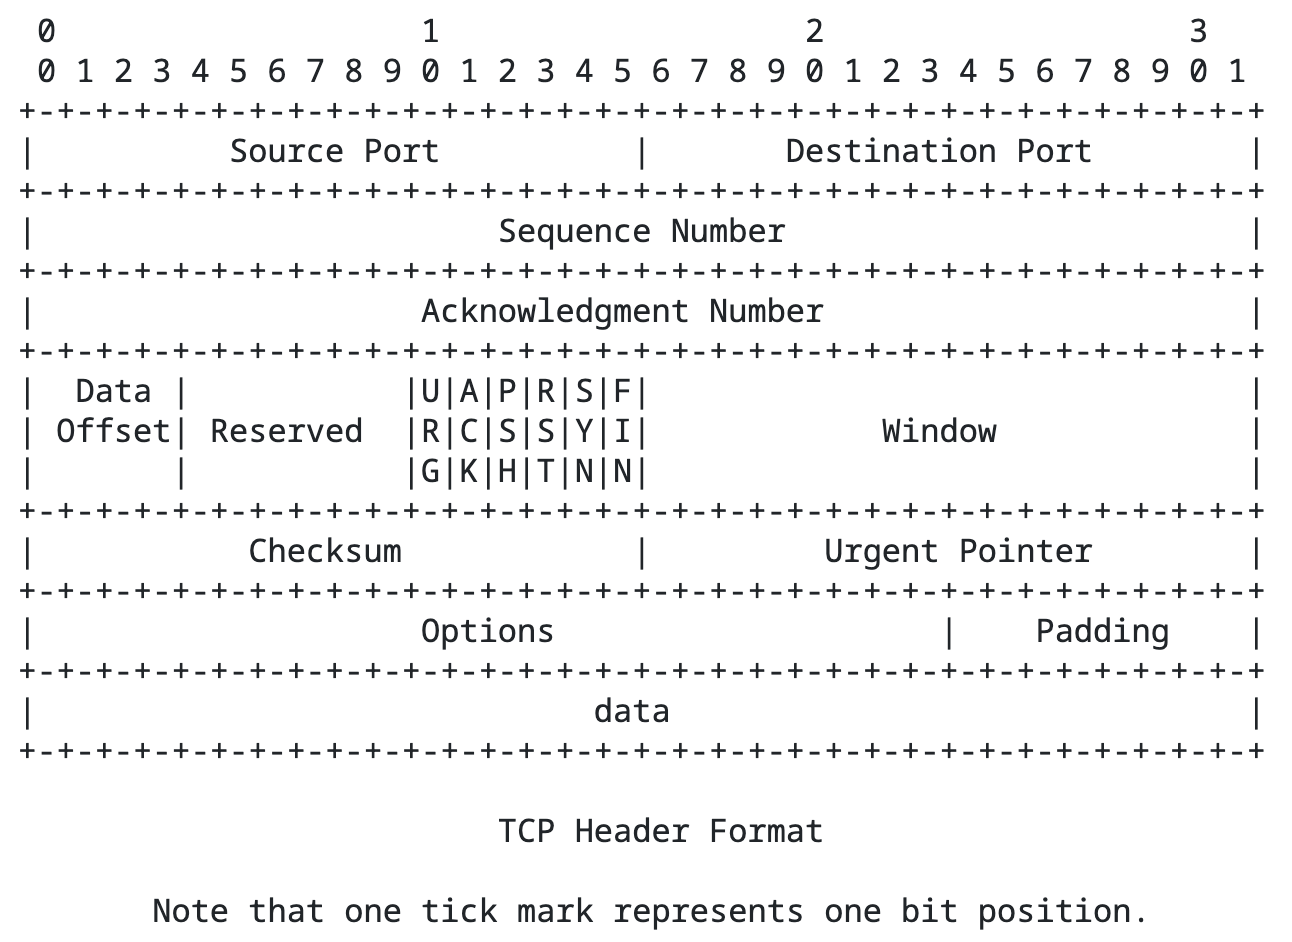 0                   1                   2                   3
 0 1 2 3 4 5 6 7 8 9 0 1 2 3 4 5 6 7 8 9 0 1 2 3 4 5 6 7 8 9 0 1
+-+-+-+-+-+-+-+-+-+-+-+-+-+-+-+-+-+-+-+-+-+-+-+-+-+-+-+-+-+-+-+-+
|          Source Port          |       Destination Port        |
+-+-+-+-+-+-+-+-+-+-+-+-+-+-+-+-+-+-+-+-+-+-+-+-+-+-+-+-+-+-+-+-+
|                        Sequence Number                        |
+-+-+-+-+-+-+-+-+-+-+-+-+-+-+-+-+-+-+-+-+-+-+-+-+-+-+-+-+-+-+-+-+
|                    Acknowledgment Number                      |
+-+-+-+-+-+-+-+-+-+-+-+-+-+-+-+-+-+-+-+-+-+-+-+-+-+-+-+-+-+-+-+-+
|  Data |           |U|A|P|R|S|F|                               |
| Offset| Reserved  |R|C|S|S|Y|I|            Window             |
|       |           |G|K|H|T|N|N|                               |
+-+-+-+-+-+-+-+-+-+-+-+-+-+-+-+-+-+-+-+-+-+-+-+-+-+-+-+-+-+-+-+-+
|           Checksum            |         Urgent Pointer        |
+-+-+-+-+-+-+-+-+-+-+-+-+-+-+-+-+-+-+-+-+-+-+-+-+-+-+-+-+-+-+-+-+
|                    Options                    |    Padding    |
+-+-+-+-+-+-+-+-+-+-+-+-+-+-+-+-+-+-+-+-+-+-+-+-+-+-+-+-+-+-+-+-+
|                             data                              |
+-+-+-+-+-+-+-+-+-+-+-+-+-+-+-+-+-+-+-+-+-+-+-+-+-+-+-+-+-+-+-+-+
                         TCP Header Format
       Note that one tick mark represents one bit position.